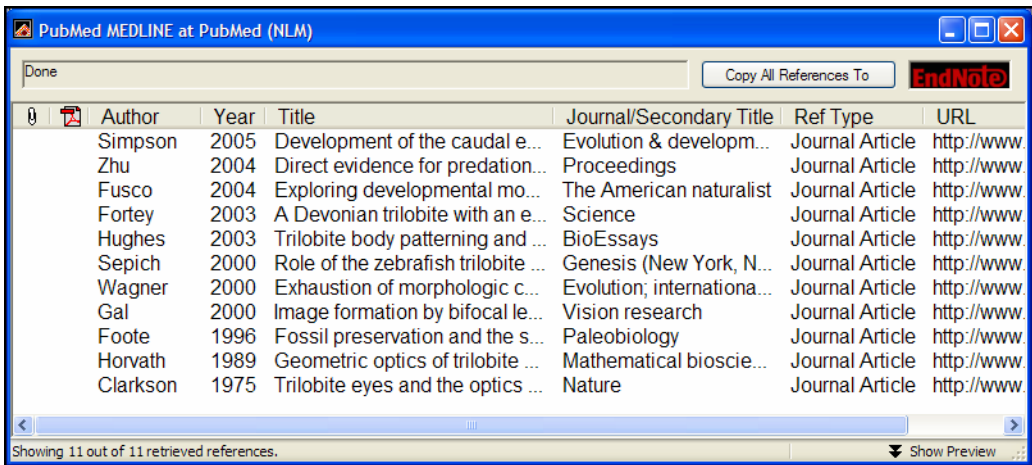 PubMed MEDLINE at PubMed (NLM)
Done Copy All References To EndNote
Author Year Title Journal/Secondary Title Ref Type URL
Simpson 2005 Development of the caudal e... Evolution & developm... Journal Article http://www.
Zhu 2004 Direct evidence for predation... Proceedings Journal Article http://www.
Fusco 2004 Exploring developmental mo... The American naturalist Journal Article http://www.
Fortey 2003 A Devonian trilobite with an e... Science Journal Article http://www.
Hughes 2003 Trilobite body patterning and ... BioEssays Journal Article http://www.
Sepich 2000 Role of the zebrafish trilobite ... Genesis (New York, N... Journal Article http://www.
Wagner 2000 Exhaustion of morphologic c... Evolution; internationa... Journal Article http://www.
Gal 2000 Image formation by bifocal le... Vision research Journal Article http://www.
Foote 1996 Fossil preservation and the s... Paleobiology Journal Article http://www.
Horvath 1989 Geometric optics of trilobite ... Mathematical bioscie... Journal Article http://www.
Clarkson 1975 Trilobite eyes and the optics ... Nature Journal Article http://www.
Showing 11 out of 11 retrieved references. Show Preview